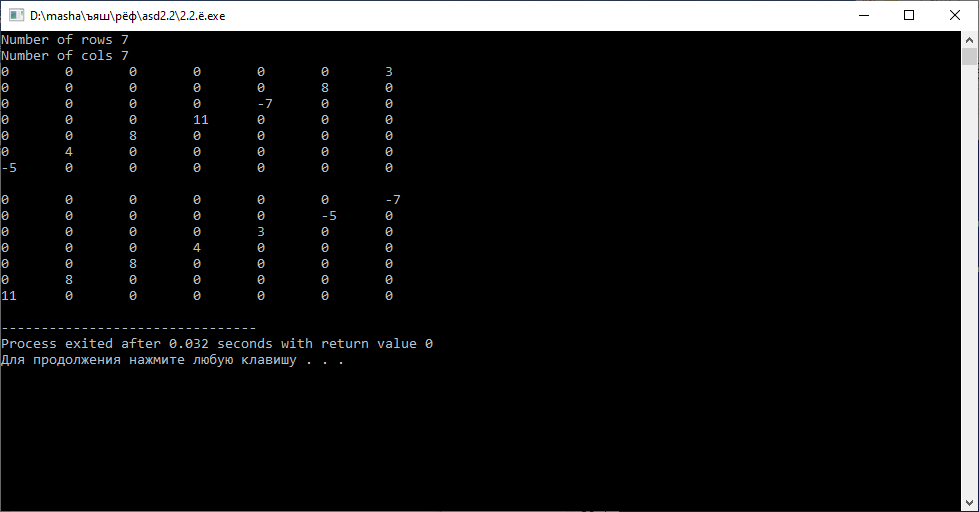 D:\masha\ъяш\рёф\asd2.2\2.2.ё.exe
Number of rows 7
Number of cols 7
0 0 0 0 0 0 3
0 0 0 0 0 8 0
0 0 0 0 -7 0 0
0 0 0 11 0 0 0
0 0 8 0 0 0 0
0 4 0 0 0 0 0
-5 0 0 0 0 0 0
0 0 0 0 0 0 -7
0 0 0 0 0 -5 0
0 0 0 0 3 0 0
0 0 0 4 0 0 0
0 0 8 0 0 0 0
0 8 0 0 0 0 0
11 0 0 0 0 0 0
--------------------------------
Process exited after 0.032 seconds with return value 0
Для продолжения нажмите любую клавишу . . .